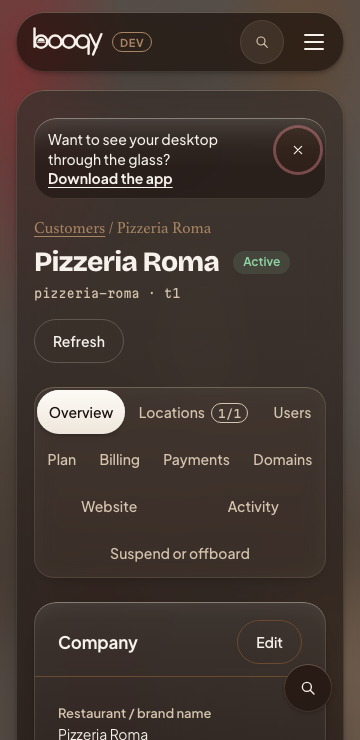 booqy DEV
Want to see your desktop
through the glass?
Download the app
Customers / Pizzeria Roma
Pizzeria Roma Active
pizzeria-roma · t1
Refresh
Overview Locations 1/1 Users
Plan Billing Payments Domains
Website Activity
Suspend or offboard
Company Edit
Restaurant / brand name
Pizzeria Roma